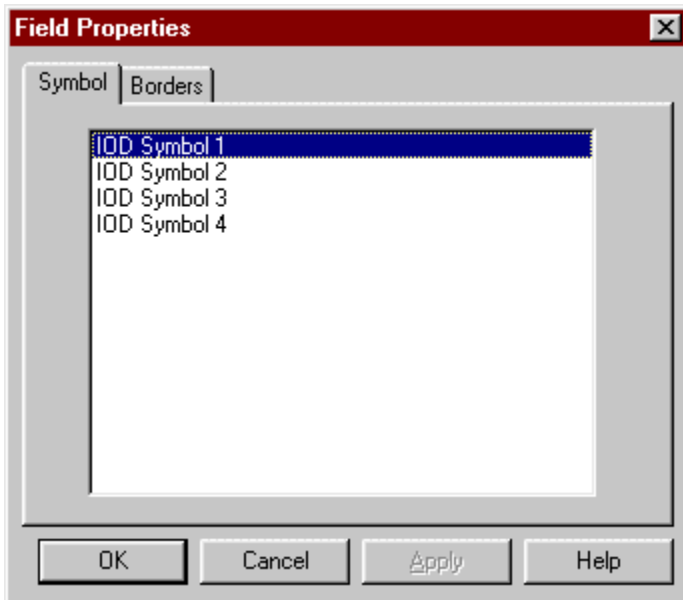 Field Properties
Symbol Borders
IOD Symbol 1
IOD Symbol 2
IOD Symbol 3
IOD Symbol 4
OK Cancel Apply Help